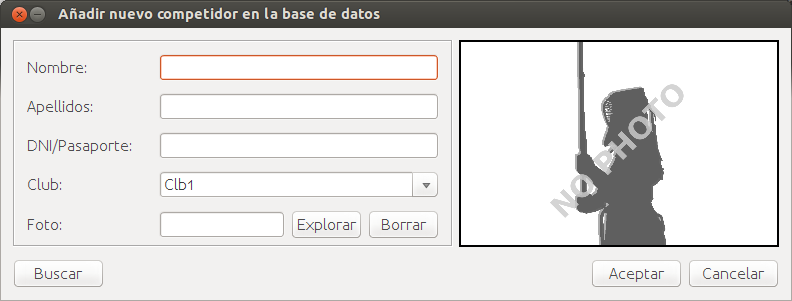 Añadir nuevo competidor en la base de datos
Nombre:
Apellidos:
DNI/Pasaporte:
Club: Clb1
Foto: Explorar Borrar
NO PHOTO
Buscar Aceptar Cancelar